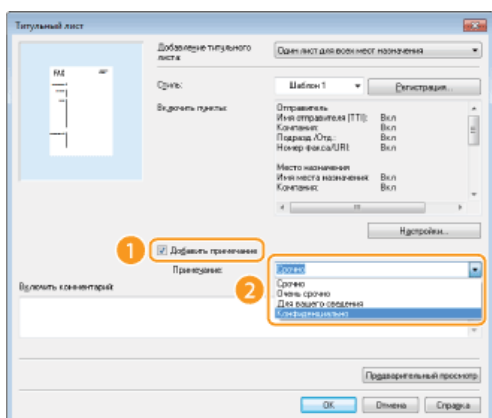 Титульный лист
Добавление титульного листа:
Один лист для всех мест назначения
FAX
Стиль:
Шаблон 1
Регистрация...
Включить пункты:
Отправитель
Имя отправителя (TTI): Вкл
Компания: Вкл
Подразд./Отд.: Вкл
Номер факса/URI: Вкл
Место назначения
Имя места назначения: Вкл
Компания: Вкл
Настройки...
1
Добавить примечание
Примечание:
Срочно
2
Срочно
Очень срочно
Для вашего сведения
Конфиденциально
Включить комментарий:
Предварительный просмотр
OK
Отмена
Справка